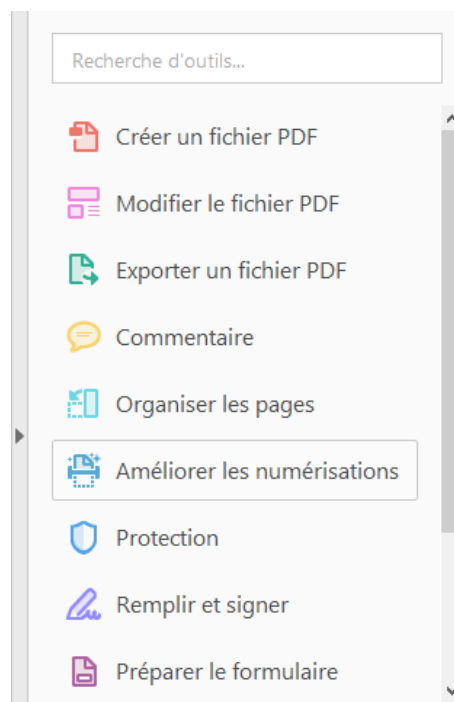 Recherche d'outils...
Créer un fichier PDF
Modifier le fichier PDF
Exporter un fichier PDF
Commentaire
Organiser les pages
Améliorer les numérisations
Protection
Remplir et signer
Préparer le formulaire